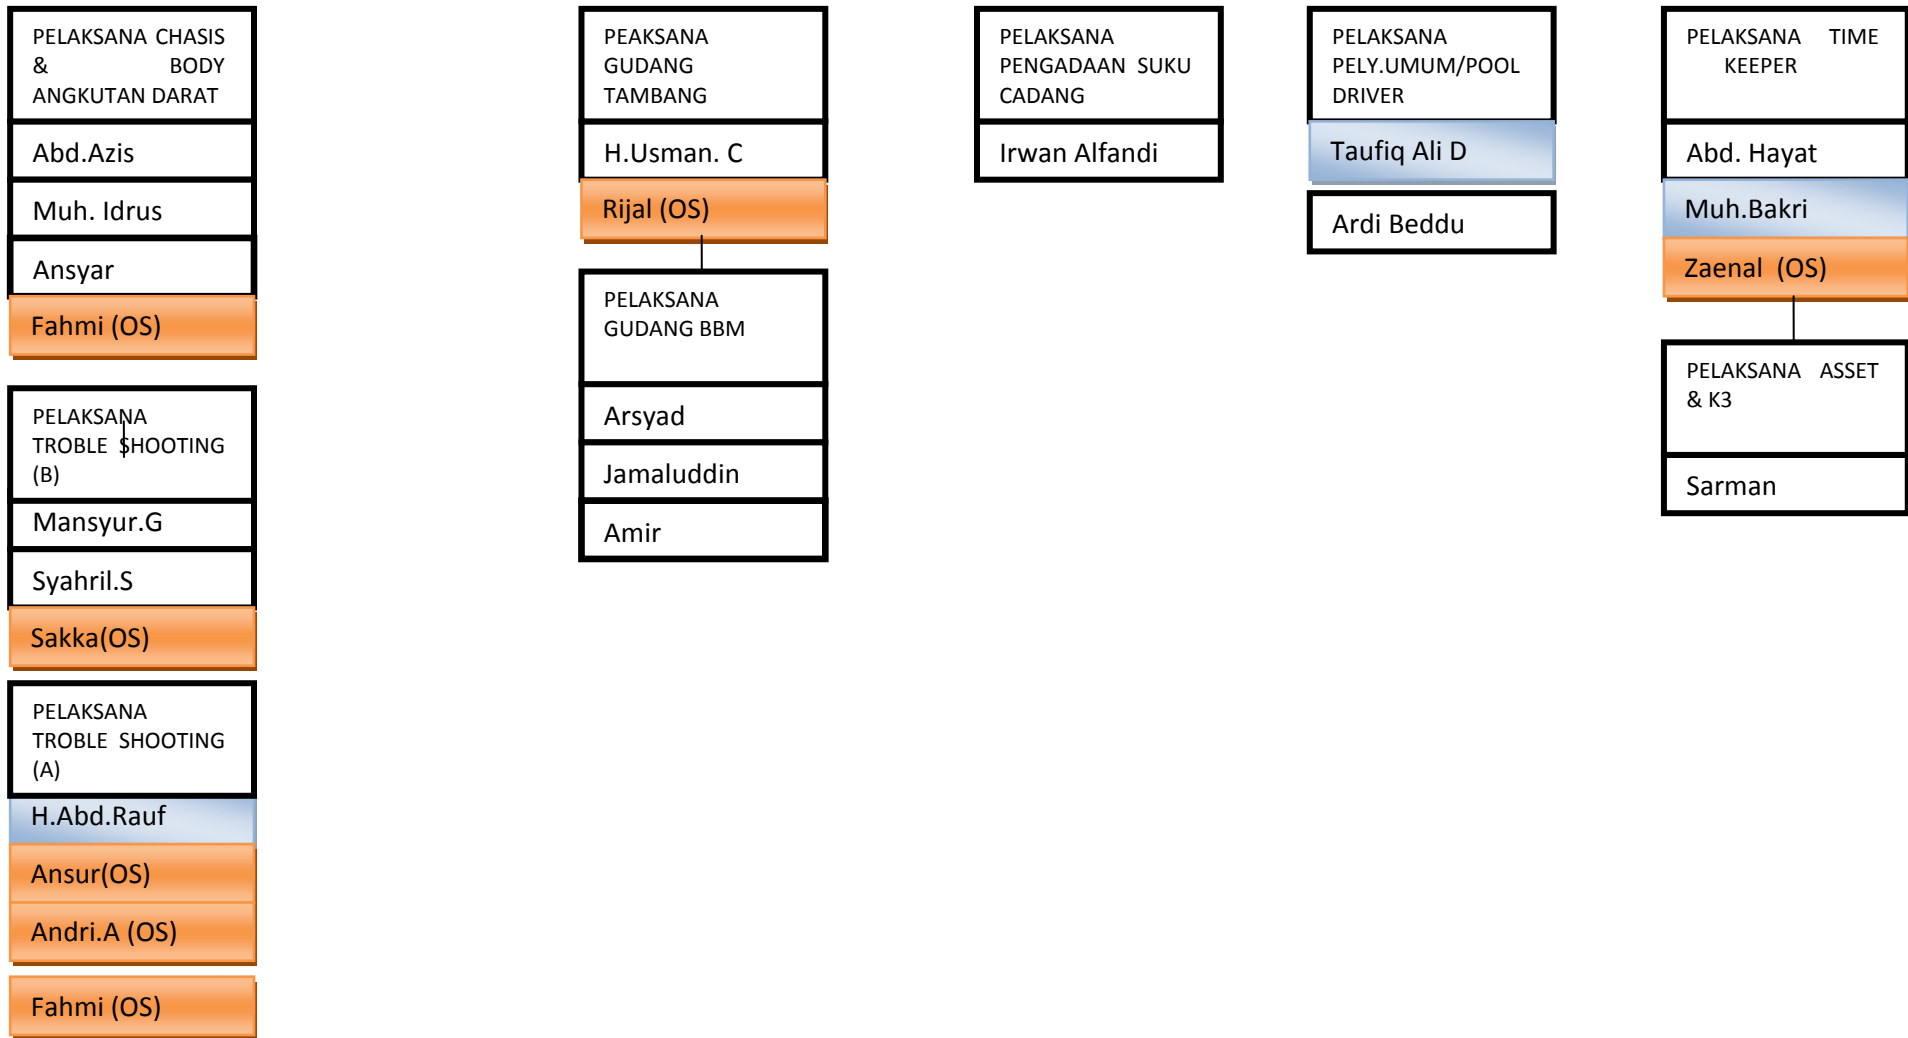 PELAKSANA CHASIS
& BODY
ANGKUTAN DARAT
Abd.Azis
Muh. Idrus
Ansyar
Fahmi (OS)
PELAKSANA
TROBLE SHOOTING
(B)
Mansyur.G
Syahril.S
Sakka(OS)
PELAKSANA
TROBLE SHOOTING
(A)
H.Abd.Rauf
Ansur(OS)
Andri.A (OS)
Fahmi (OS)
PEAKSANA
GUDANG
TAMBANG
H.Usman. C
Rijal (OS)
PELAKSANA
GUDANG BBM
Arsyad
Jamaluddin
Amir
PELAKSANA
PENGADAAN SUKU
CADANG
Irwan Alfandi
PELAKSANA
PELY.UMUM/POOL
DRIVER
Taufiq Ali D
Ardi Beddu
PELAKSANA TIME
KEEPER
Abd. Hayat
Muh.Bakri
Zaenal (OS)
PELAKSANA ASSET
& K3
Sarman